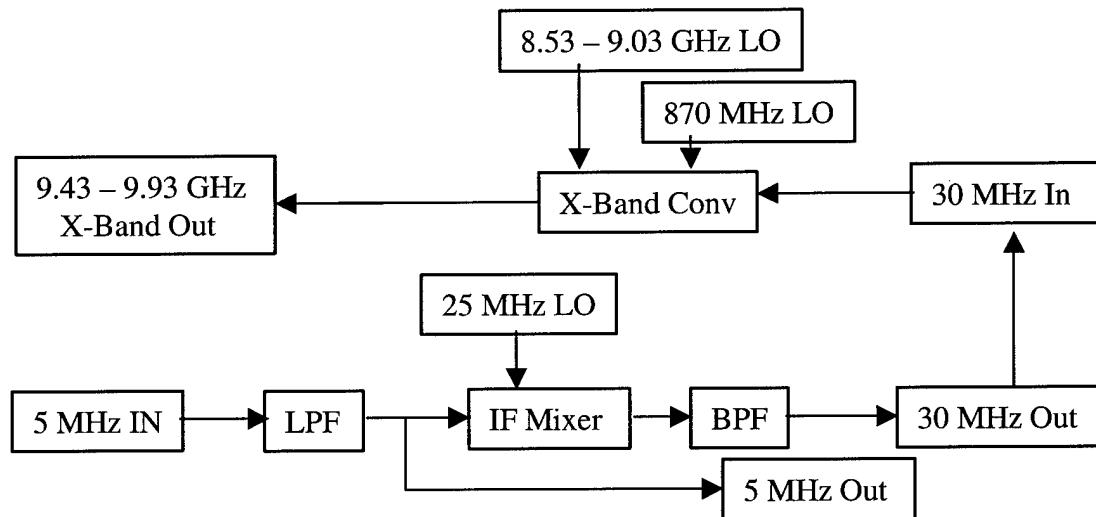 8.53 – 9.03 GHz LO
870 MHz LO
9.43 – 9.93 GHz
X-Band Out
X-Band Conv
30 MHz In
25 MHz LO
5 MHz IN
LPF
IF Mixer
BPF
30 MHz Out
5 MHz Out